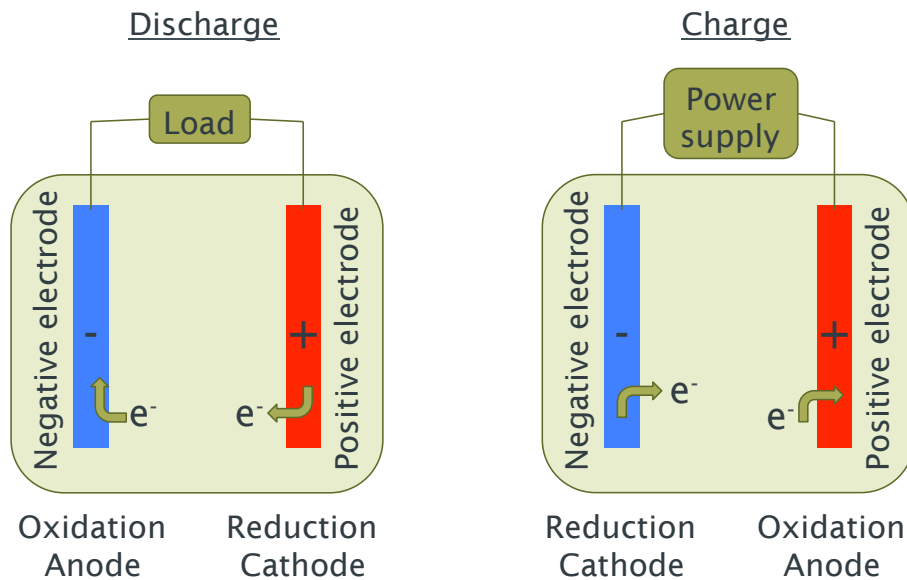 Discharge
Load
Negative electrode
-
+
Positive electrode
e-
e-
Oxidation
Anode
Reduction
Cathode
Charge
Power
supply
Negative electrode
-
+
Positive electrode
e-
e-
Reduction
Cathode
Oxidation
Anode